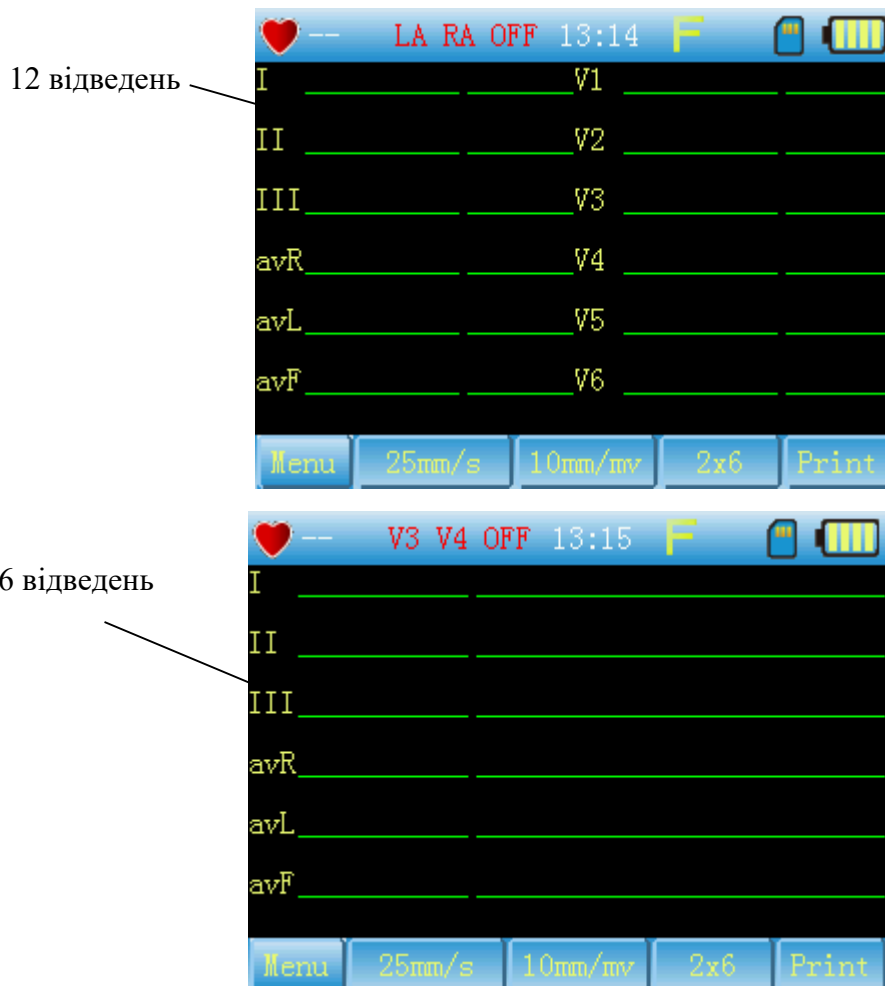 -- LA RA OFF 13:14 F
12 відведень
I V1
II V2
III V3
avR V4
avL V5
avF V6
Menu 25mm/s 10mm/mv 2x6 Print
-- V3 V4 OFF 13:15 F
6 відведень
I
II
III
avR
avL
avF
Menu 25mm/s 10mm/mv 2x6 Print